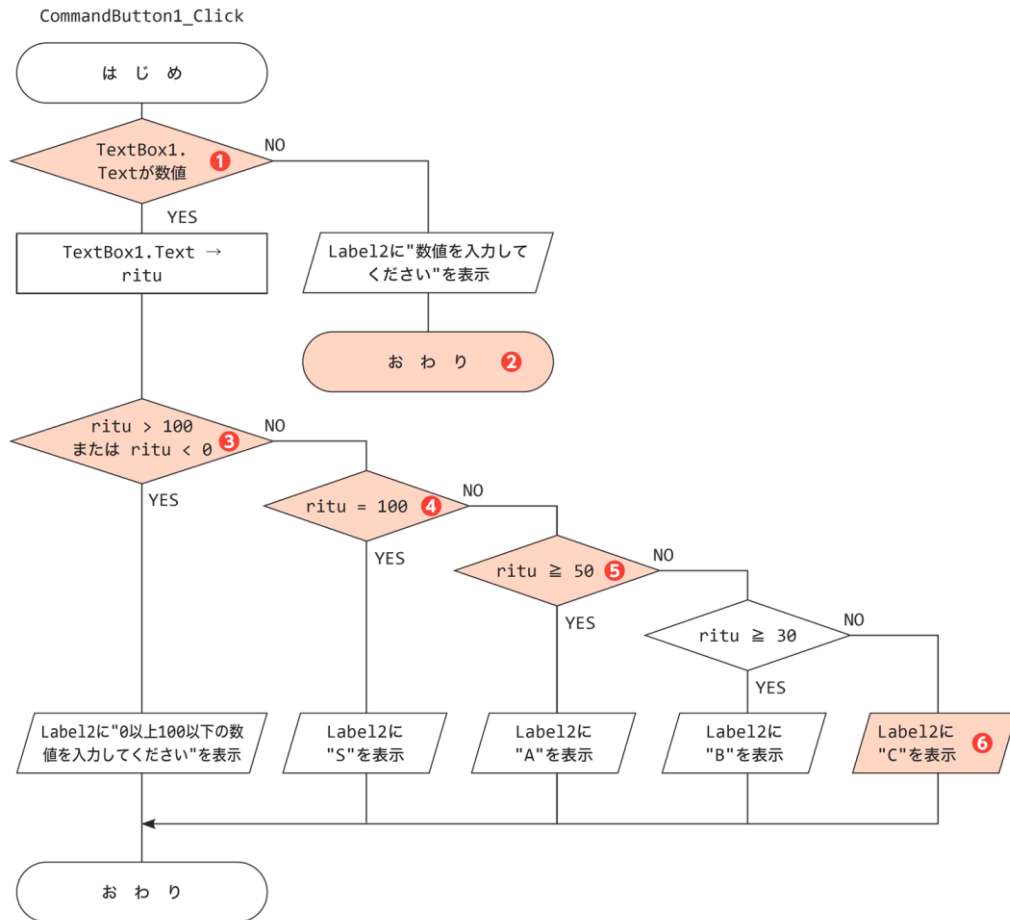 CommandButton1_Click
は じ め
TextBox1.
Textが数値
❶
NO
YES
TextBox1.Text →
ritu
Label2に"数値を入力して
ください"を表示
お わ り
❷
ritu > 100
または ritu < 0
❸
NO
YES
ritu = 100
❹
NO
YES
ritu ≧ 50
❺
NO
YES
ritu ≧ 30
NO
YES
Label2に"0以上100以下の数
値を入力してください"を表示
Label2に
"S"を表示
Label2に
"A"を表示
Label2に
"B"を表示
Label2に
"C"を表示
❻
お わ り